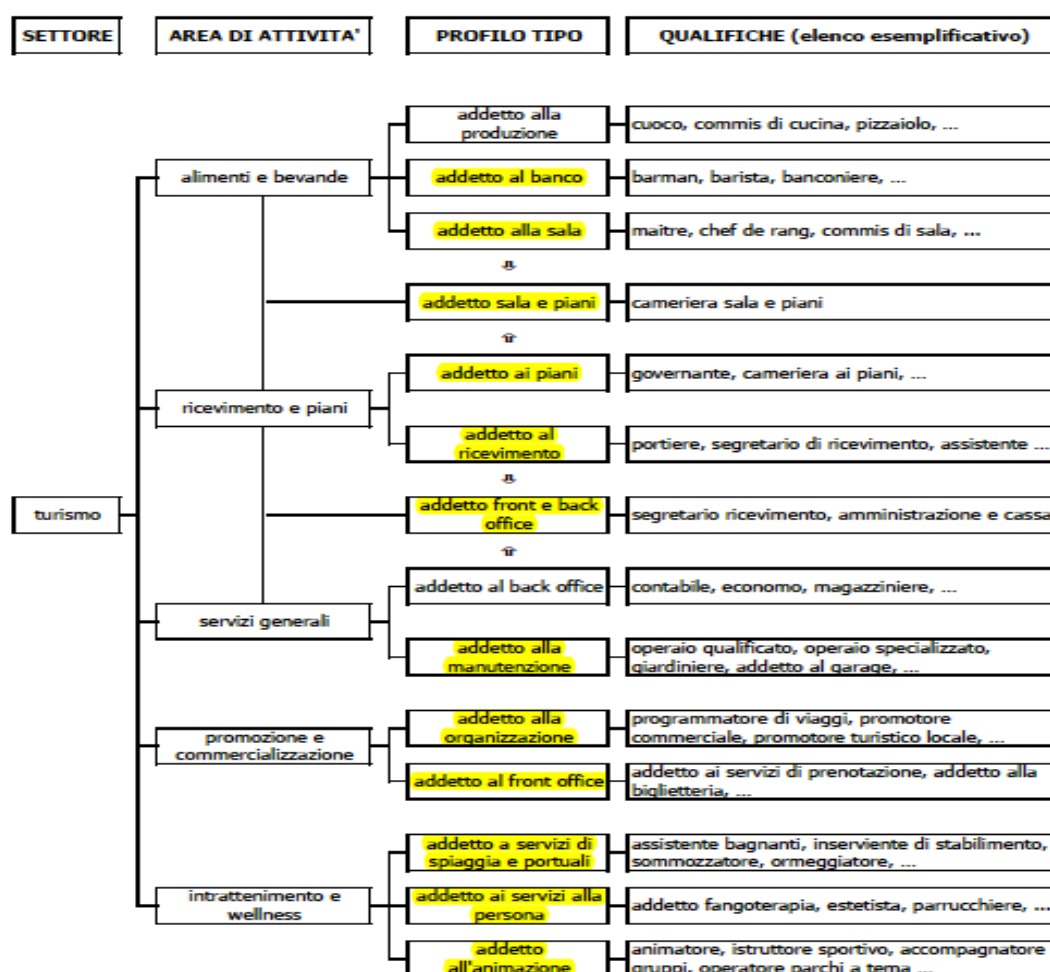 SETTORE
AREA DI ATTIVITA'
PROFILO TIPO
QUALIFICHE (elenco esemplificativo)
addetto alla
produzione
cuoco, commis di cucina, pizzaiolo, ...
alimenti e bevande
addetto al banco
barman, barista, banconiere, ...
addetto alla sala
maitre, chef de rang, commis di sala, ...
addetto sala e piani
cameriera sala e piani
addetto ai piani
governante, cameriera ai piani, ...
ricevimento e piani
addetto al
ricevimento
portiere, segretario di ricevimento, assistente ...
turismo
addetto front e back
office
segretario ricevimento, amministrazione e cassa
addetto al back office
contabile, economo, magazziniere, ...
servizi generali
addetto alla
manutenzione
operaio qualificato, operaio specializzato,
giardiniere, addetto al garage, ...
promozione e
commercializzazione
addetto alla
organizzazione
programmatore di viaggi, promotore
commerciale, promotore turistico locale, ...
addetto al front office
addetto ai servizi di prenotazione, addetto alla
biglietteria, ...
addetto a servizi di
spiaggia e portuali
assistente bagnanti, inserviente di stabilimento,
sommozzatore, ormeggiatore, ...
intrattenimento e
wellness
addetto ai servizi alla
persona
addetto fangoterapia, estetista, parrucchiere, ...
addetto
all'animazione
animatore, istruttore sportivo, accompagnatore
gruppi, operatore parchi a tema ...